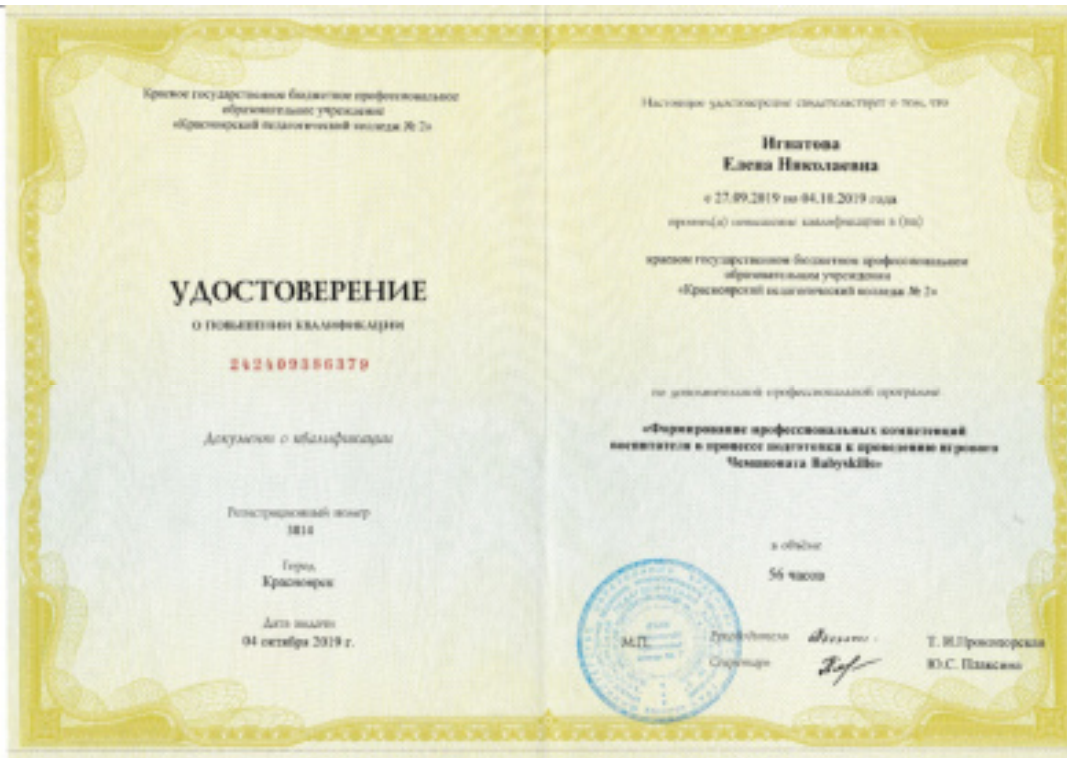 Краевое государственное бюджетное профессиональное
образовательное учреждение
«Красноярский педагогический колледж № 2»
УДОСТОВЕРЕНИЕ
О ПОВЫШЕНИИ КВАЛИФИКАЦИИ
Документ о квалификации
Регистрационный номер
Город
Красноярск
Дата выдачи
04 октября 2019 г.
Настоящее удостоверение свидетельствует о том, что
Игнатова
Елена Николаевна
с 27.09.2019 по 04.10.2019 года
прошел(а) повышение квалификации в (на)
краевом государственном бюджетном профессиональном
образовательном учреждении
«Красноярский педагогический колледж № 2»
по дополнительной профессиональной программе
«Формирование профессиональных компетенций
воспитателя в процессе подготовки к проведению игрового
Чемпионата Babyskills»
в объёме
56 часов
М.П.
Руководитель
Секретарь
Ю.С. Плаксина